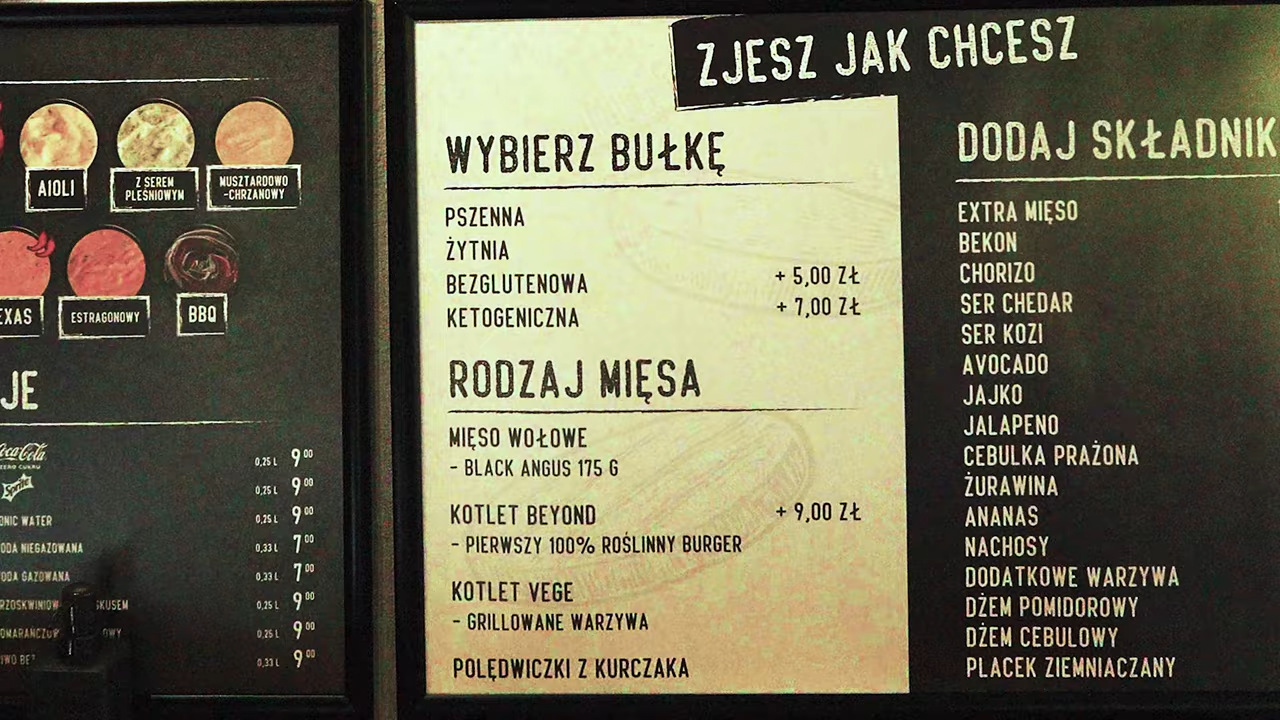 AIOLI
Z SEREM
PLEŚNIOWYM
MUSZTARDOWO
-CHRZANOWY
ESTRAGONOWY
BBQ
Coca-Cola
ZERO CUKRU
0,25 L 9 00
Sprite
0,25 L 9 00
WATER 0,25 L 9 00
NIEGAZOWANA 0,33 L 7 00
GAZOWANA 0,33 L 7 00
0,25 L 9 00
0,25 L 9 00
0,33 L 9 00
ZJESZ JAK CHCESZ
WYBIERZ BUŁKĘ
PSZENNA
ŻYTNIA
BEZGLUTENOWA + 5,00 ZŁ
KETOGENICZNA + 7,00 ZŁ
RODZAJ MIĘSA
MIĘSO WOŁOWE
- BLACK ANGUS 175 G
KOTLET BEYOND + 9,00 ZŁ
- PIERWSZY 100% ROŚLINNY BURGER
KOTLET VEGE
- GRILLOWANE WARZYWA
POLĘDWICZKI Z KURCZAKA
DODAJ SKŁADNIK
EXTRA MIĘSO
BEKON
CHORIZO
SER CHEDAR
SER KOZI
AVOCADO
JAJKO
JALAPENO
CEBULKA PRAŻONA
ŻURAWINA
ANANAS
NACHOSY
DODATKOWE WARZYWA
DŻEM POMIDOROWY
DŻEM CEBULOWY
PLACEK ZIEMNIACZANY